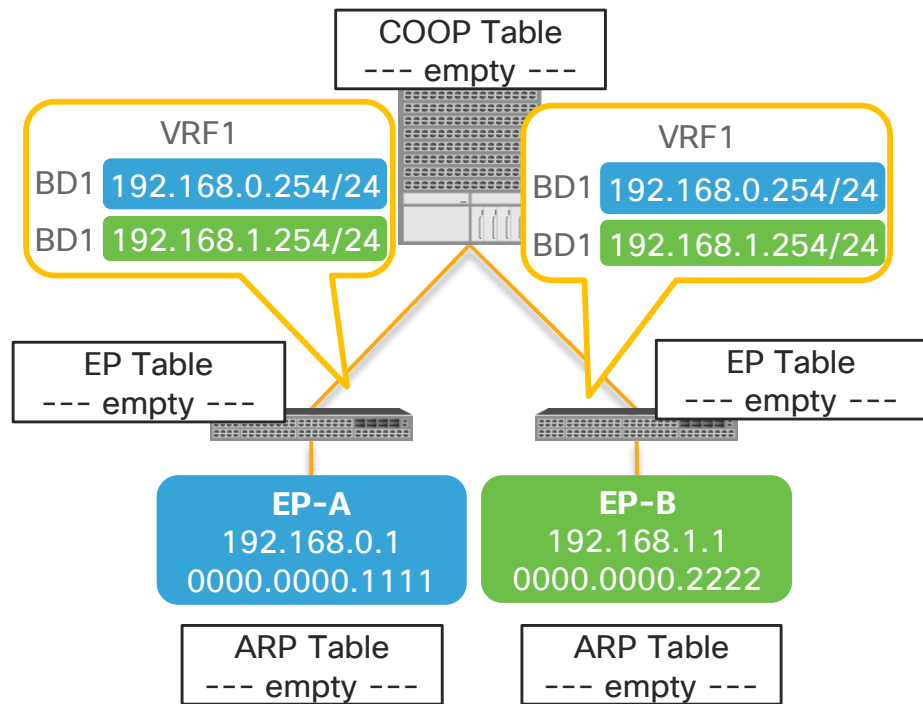 COOP Table
--- empty ---
VRF1
BD1 192.168.0.254/24
BD1 192.168.1.254/24
VRF1
BD1 192.168.0.254/24
BD1 192.168.1.254/24
EP Table
--- empty ---
EP Table
--- empty ---
EP-A
192.168.0.1
0000.0000.1111
EP-B
192.168.1.1
0000.0000.2222
ARP Table
--- empty ---
ARP Table
--- empty ---